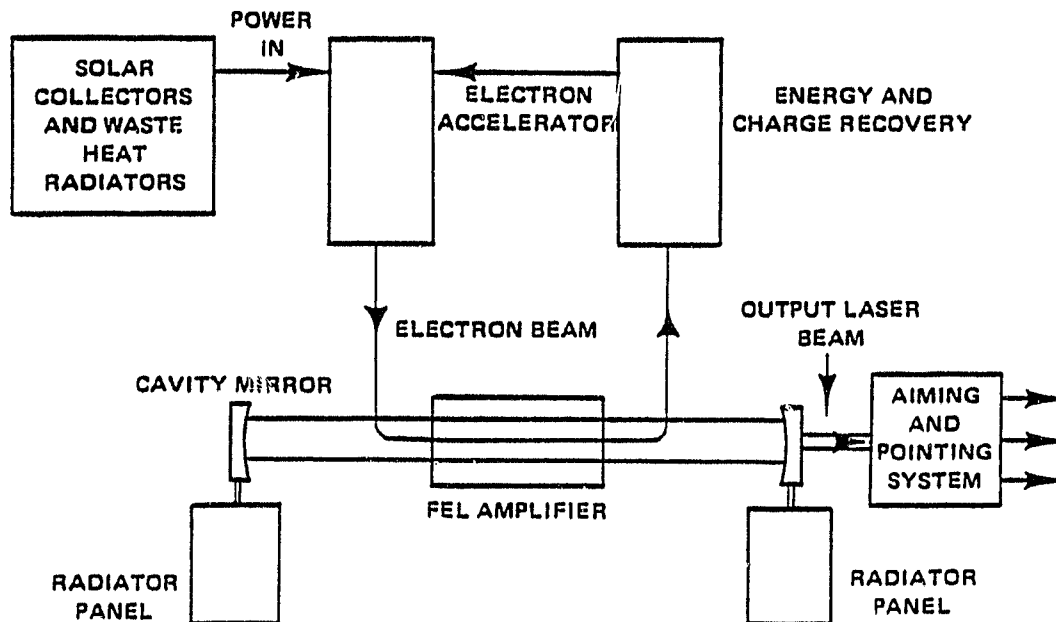 POWER
IN
SOLAR
COLLECTORS
AND WASTE
HEAT
RADIATORS
ELECTRON
ACCELERATOR
ENERGY AND
CHARGE RECOVERY
ELECTRON BEAM
OUTPUT LASER
BEAM
CAVITY MIRROR
AIMING
AND
POINTING
SYSTEM
FEL AMPLIFIER
RADIATOR
PANEL
RADIATOR
PANEL